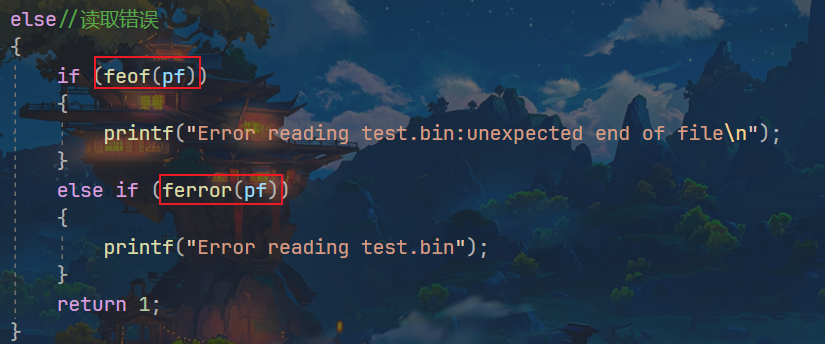 else//读取错误
{
if (feof(pf))
{
printf("Error reading test.bin:unexpected end of file\n");
}
else if (ferror(pf))
{
printf("Error reading test.bin");
}
return 1;
}